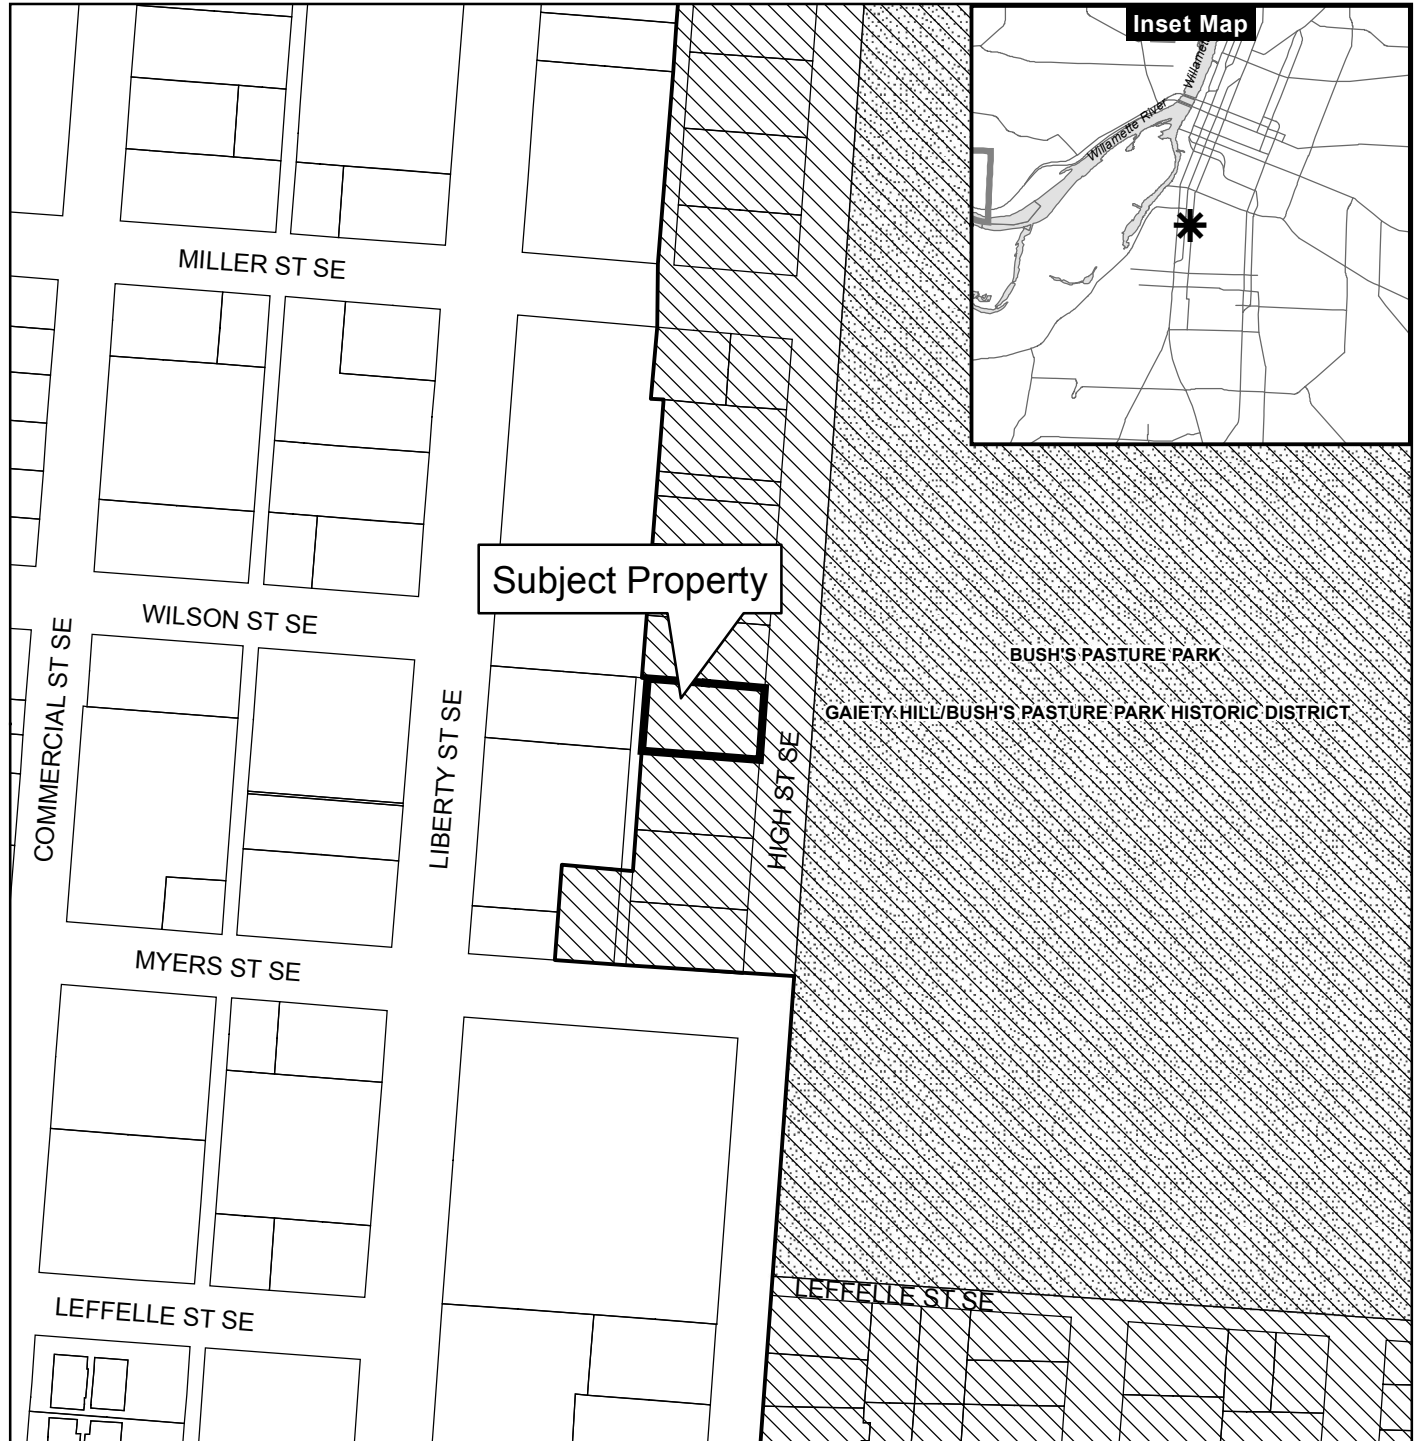 Inset Map
Willamett
Willamette River
MILLER ST SE
Subject Property
WILSON ST SE
COMMERCIAL ST SE
LIBERTY ST SE
HIGH ST SE
BUSH'S PASTURE PARK
GAIETY HILL/BUSH'S PASTURE PARK HISTORIC DISTRICT
MYERS ST SE
LEFFELLE ST SE
LEFFELLE ST SE